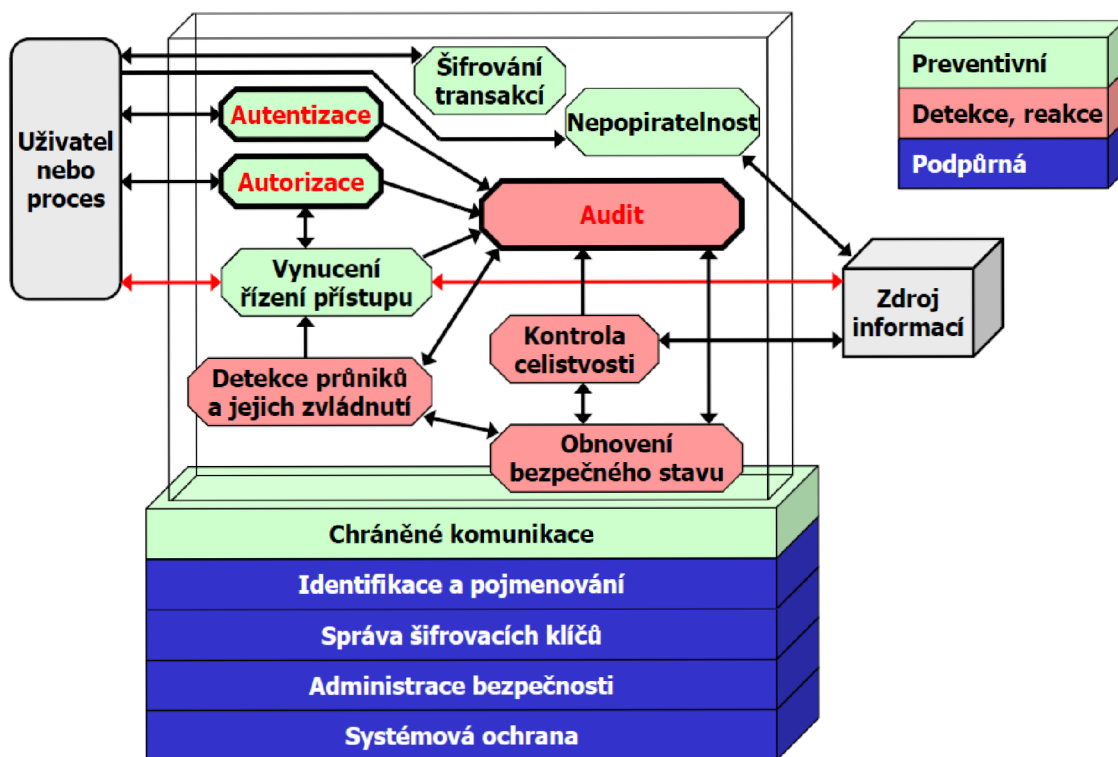 Uživatel
nebo
proces
Šifrování
transakcí
Nepopiratelnost
Autentizace
Autorizace
Audit
Vynucení
řízení přístupu
Kontrola
celistvosti
Detekce průniků
a jejich zvládnutí
Obnovení
bezpečného stavu
Zdroj
informací
Preventivní
Detekce, reakce
Podpůrná
Chráněné komunikace
Identifikace a pojmenování
Správa šifrovacích klíčů
Administrace bezpečnosti
Systémová ochrana